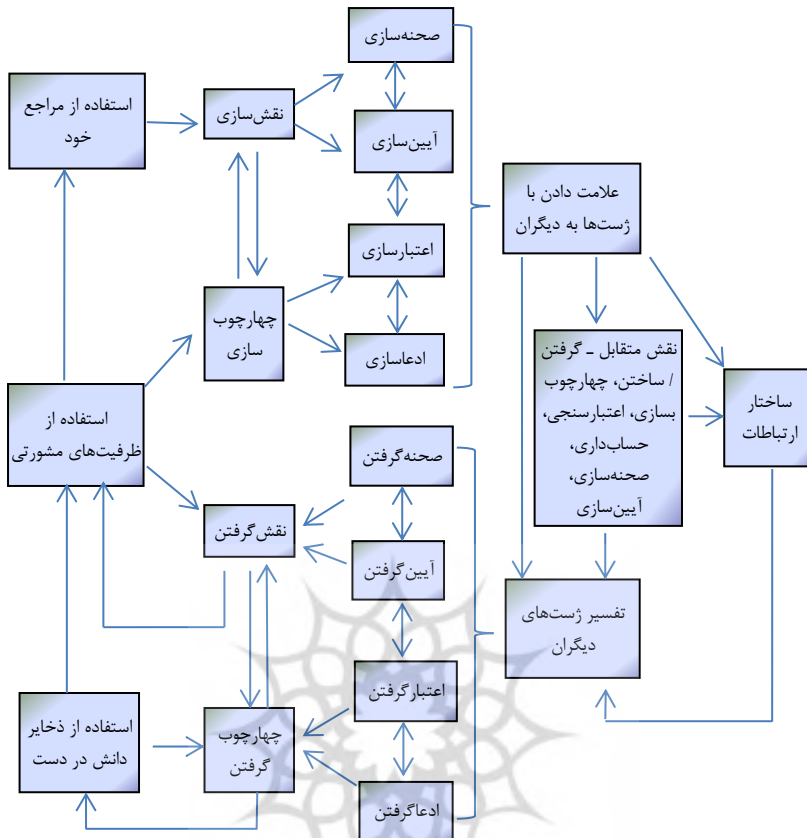 صحنه‌سازی
استفاده از مراجع
خود
نقش‌سازی
آیین‌سازی
علامت دادن با
ژست‌ها به دیگران
اعتبارسازی
چهارچوب
سازی
ادعاسازی
نقش متقابل ـ گرفتن
/ ساختن، چهارچوب
بسازی، اعتبارسنجی،
حساب‌داری،
صحنه‌سازی،
آیین‌سازی
ساختار
ارتباطات
استفاده از
ظرفیت‌های مشورتی
صحنه‌گرفتن
نقش‌گرفتن
آیین‌گرفتن
تفسیر ژست‌های
دیگران
اعتبارگرفتن
استفاده از ذخایر
دانش در دست
چهارچوب
گرفتن
ادعاگرفتن